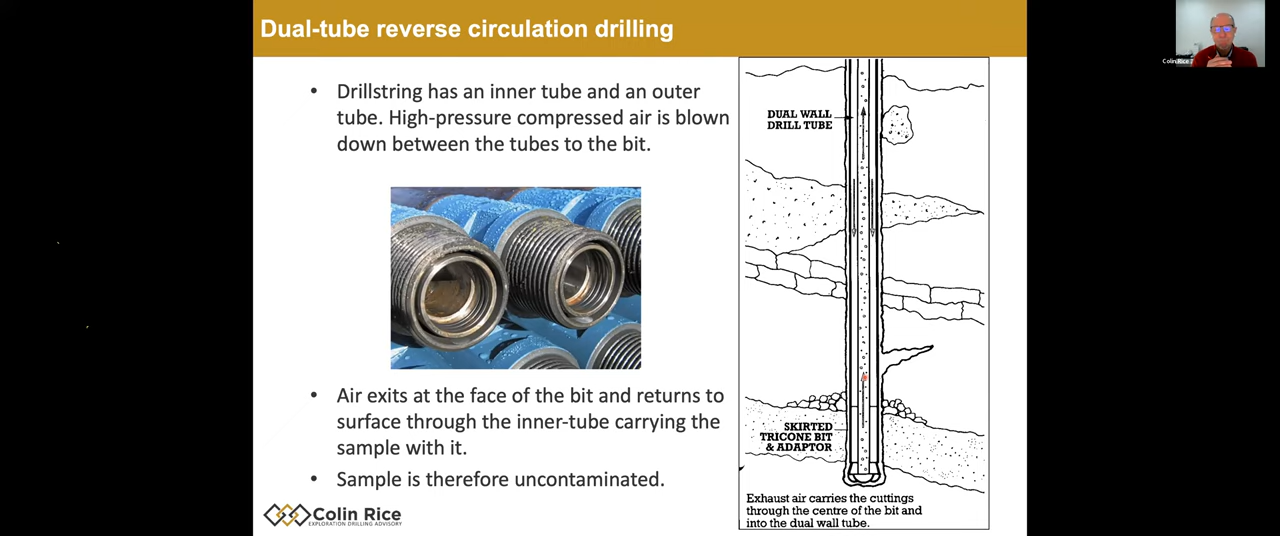 Dual-tube reverse circulation drilling
Colin Rice
• Drillstring has an inner tube and an outer
tube. High-pressure compressed air is blown
down between the tubes to the bit.
• Air exits at the face of the bit and returns to
surface through the inner-tube carrying the
sample with it.
• Sample is therefore uncontaminated.
DUAL WALL
DRILL TUBE
SKIRTED
TRICONE BIT
& ADAPTOR
Exhaust air carries the cuttings
through the centre of the bit and
into the dual wall tube.
Colin Rice
EXPLORATION DRILLING ADVISORY